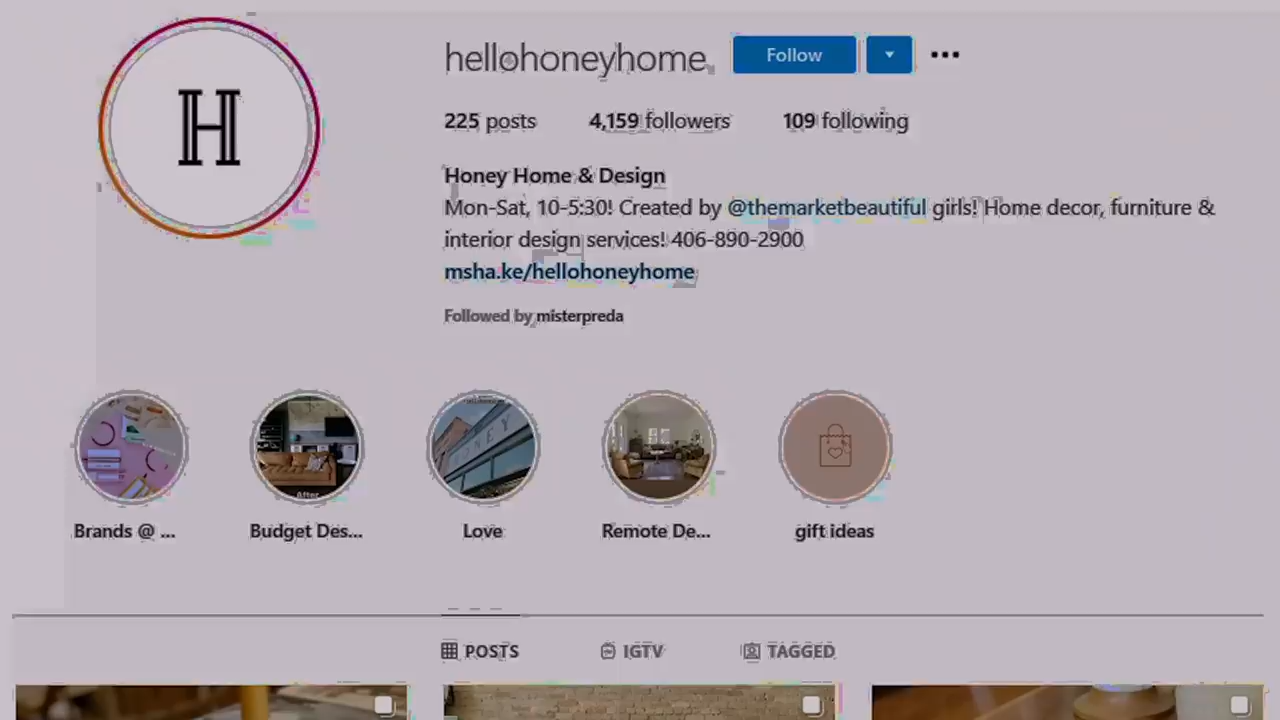 H
hellohoneyhome
Follow
225 posts
4,159 followers
109 following
Honey Home & Design
Mon-Sat, 10-5:30! Created by @themarketbeautiful girls! Home decor, furniture &
interior design services! 406-890-2900
msha.ke/hellohoneyhome
Followed by misterpreda
HONEY
After
Brands @ ...
Budget Des...
Love
Remote De...
gift ideas
POSTS
IGTV
TAGGED